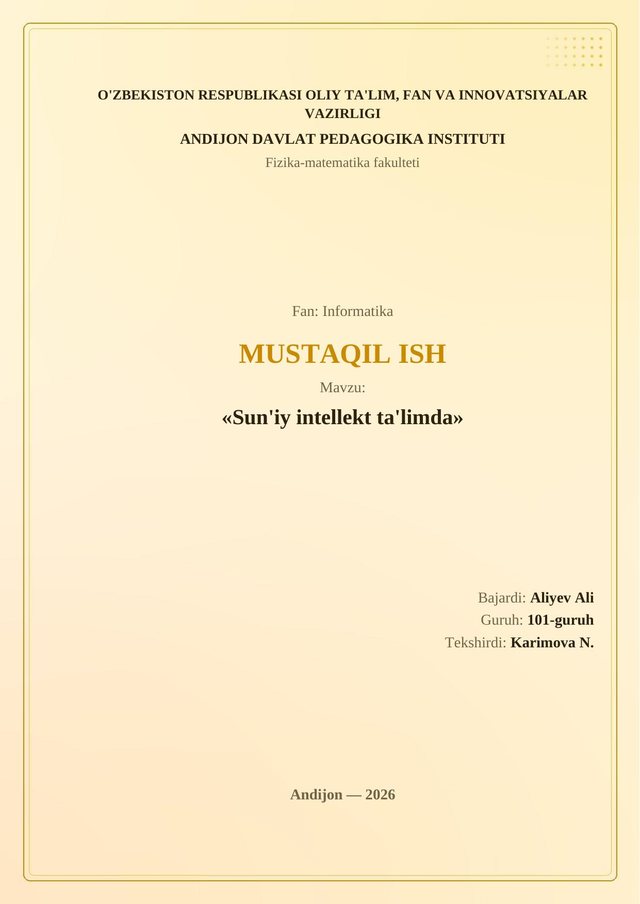 O'ZBEKISTON RESPUBLIKASI OLIY TA'LIM, FAN VA INNOVATSIYALAR
VAZIRLIGI
ANDIJON DAVLAT PEDAGOGIKA INSTITUTI
Fizika-matematika fakulteti
Fan: Informatika
MUSTAQIL ISH
Mavzu:
«Sun'iy intellekt ta'limda»
Bajardi: Aliyev Ali
Guruh: 101-guruh
Tekshirdi: Karimova N.
Andijon — 2026